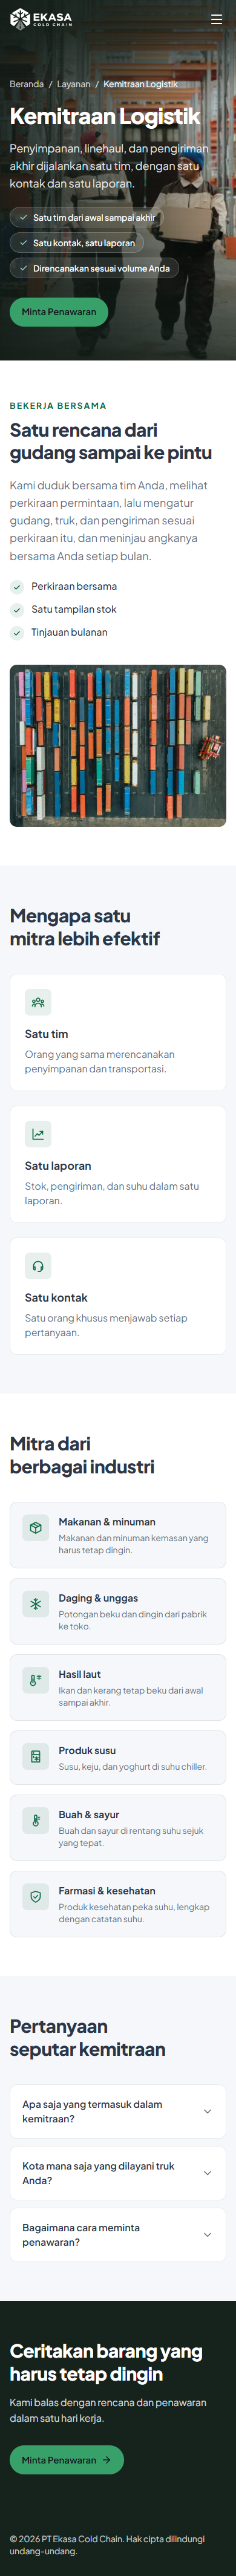 EKASA
COLD CHAIN
Beranda / Layanan / Kemitraan Logistik
Kemitraan Logistik
Penyimpanan, linehaul, dan pengiriman
akhir dijalankan satu tim, dengan satu
kontak dan satu laporan.
Satu tim dari awal sampai akhir
Satu kontak, satu laporan
Direncanakan sesuai volume Anda
Minta Penawaran
BEKERJA BERSAMA
Satu rencana dari
gudang sampai ke pintu
Kami duduk bersama tim Anda, melihat
perkiraan permintaan, lalu mengatur
gudang, truk, dan pengiriman sesuai
perkiraan itu, dan meninjau angkanya
bersama Anda setiap bulan.
Perkiraan bersama
Satu tampilan stok
Tinjauan bulanan
Mengapa satu
mitra lebih efektif
Satu tim
Orang yang sama merencanakan
penyimpanan dan transportasi.
Satu laporan
Stok, pengiriman, dan suhu dalam satu
laporan.
Satu kontak
Satu orang khusus menjawab setiap
pertanyaan.
Mitra dari
berbagai industri
Makanan & minuman
Makanan dan minuman kemasan yang
harus tetap dingin.
Daging & unggas
Potongan beku dan dingin dari pabrik
ke toko.
Hasil laut
Ikan dan kerang tetap beku dari awal
sampai akhir.
Produk susu
Susu, keju, dan yoghurt di suhu chiller.
Buah & sayur
Buah dan sayur di rentang suhu sejuk
yang tepat.
Farmasi & kesehatan
Produk kesehatan peka suhu, lengkap
dengan catatan suhu.
Pertanyaan
seputar kemitraan
Apa saja yang termasuk dalam
kemitraan?
Kota mana saja yang dilayani truk
Anda?
Bagaimana cara meminta
penawaran?
Ceritakan barang yang
harus tetap dingin
Kami balas dengan rencana dan penawaran
dalam satu hari kerja.
Minta Penawaran
© 2026 PT Ekasa Cold Chain. Hak cipta dilindungi
undang-undang.